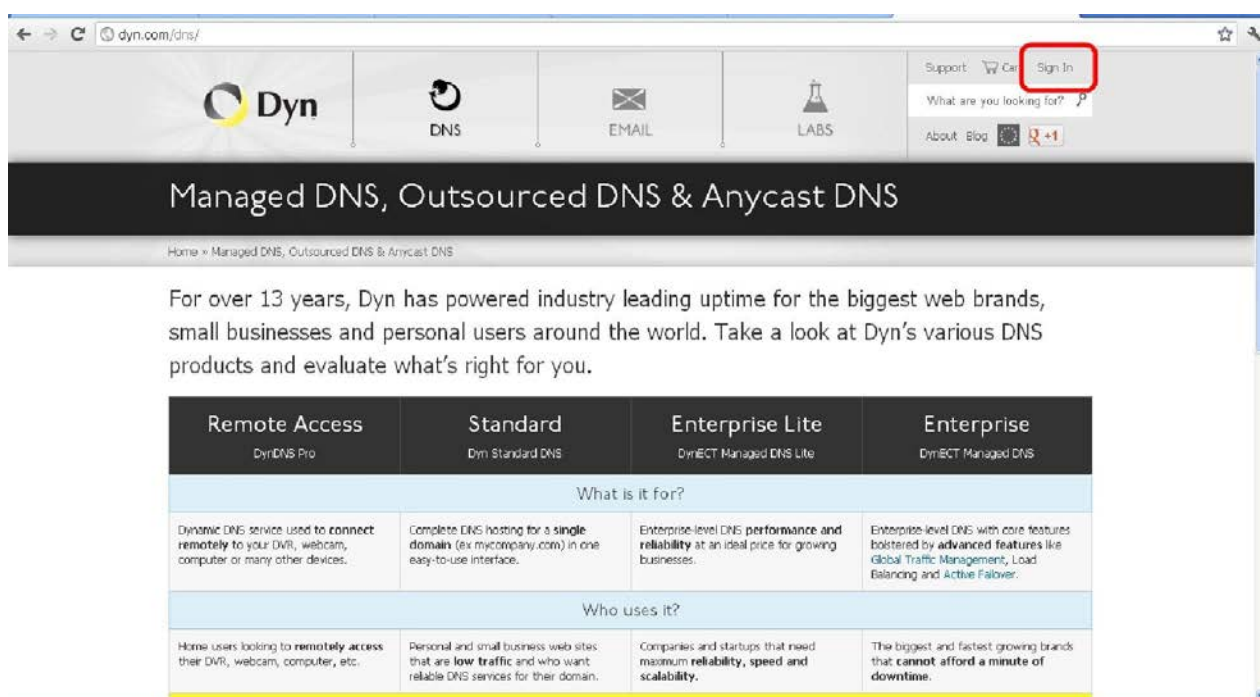 dyn.com/dns/
Support Car Sign In
Dyn
DNS
EMAIL
LABS
What are you looking for?
About Blog +1
Managed DNS, Outsourced DNS & Anycast DNS
Home » Managed DNS, Outsourced DNS & Anycast DNS
For over 13 years, Dyn has powered industry leading uptime for the biggest web brands,
small businesses and personal users around the world. Take a look at Dyn's various DNS
products and evaluate what's right for you.
Remote Access
DynDNS Pro
Standard
Dyn Standard DNS
Enterprise Lite
DynECT Managed DNS Lite
Enterprise
DynECT Managed DNS
What is it for?
Dynamic DNS service used to connect
remotely to your DVR, webcam,
computer or many other devices.
Complete DNS hosting for a single
domain (ex mycompany.com) in one
easy-to-use interface.
Enterprise-level DNS performance and
reliability at an ideal price for growing
businesses.
Enterprise-level DNS with core features
bolstered by advanced features like
Global Traffic Management, Load
Balancing and Active Failover.
Who uses it?
Home users looking to remotely access
their DVR, webcam, computer, etc.
Personal and small business web sites
that are low traffic and who want
reliable DNS services for their domain.
Companies and startups that need
maximum reliability, speed and
scalability.
The biggest and fastest growing brands
that cannot afford a minute of
downtime.